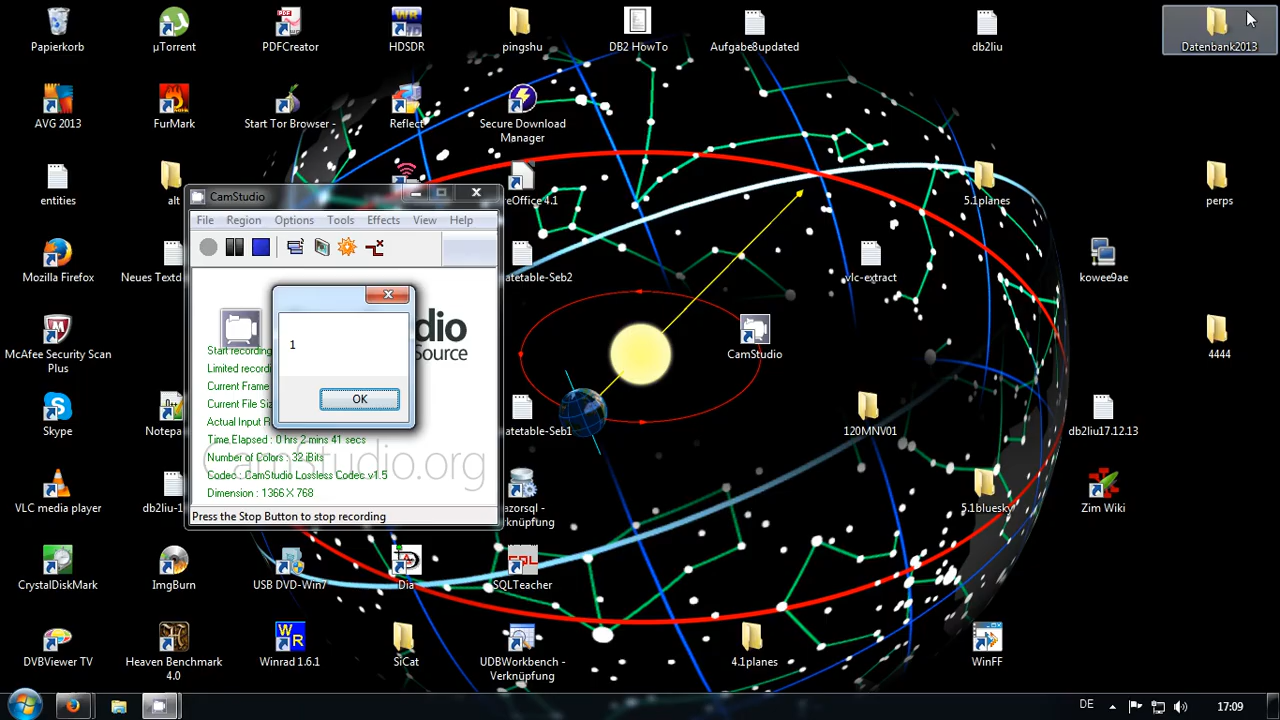 Papierkorb
µTorrent
PDFCreator
HDSDR
pingshu
DB2 HowTo
Aufgabe8updated
db2liu
Datenbank2013
AVG 2013
FurMark
Start Tor Browser -
Reflect
Secure Download
Manager
entities
alt
reOffice 4.1
5.1planes
perps
CamStudio
File Region Options Tools Effects View Help
Mozilla Firefox
Neues Textd
atetable-Seb2
vlc-extract
kowee9ae
dio
Source
1
OK
Start recording
Limited recordi
Current Frame
Current File Siz
Actual Input R
Time Elapsed : 0 hrs 2 mins 41 secs
Number of Colors : 32 Bits
Codec : CamStudio Lossless Codec v1.5
Dimension : 1366 X 768
CamStudio.org
Press the Stop Button to stop recording
McAfee Security Scan
Plus
CamStudio
4444
Skype
Notepa
atetable-Seb1
120MNV01
db2liu17.12.13
VLC media player
db2liu-1
azorsql -
rknüpfung
5.1bluesky
Zim Wiki
CrystalDiskMark
ImgBurn
USB DVD-Win7
Dia
SQL
SQLTeacher
DVBViewer TV
Heaven Benchmark
4.0
Winrad 1.6.1
SiCat
UDBWorkbench -
Verknüpfung
4.1planes
WinFF
DE
17:09